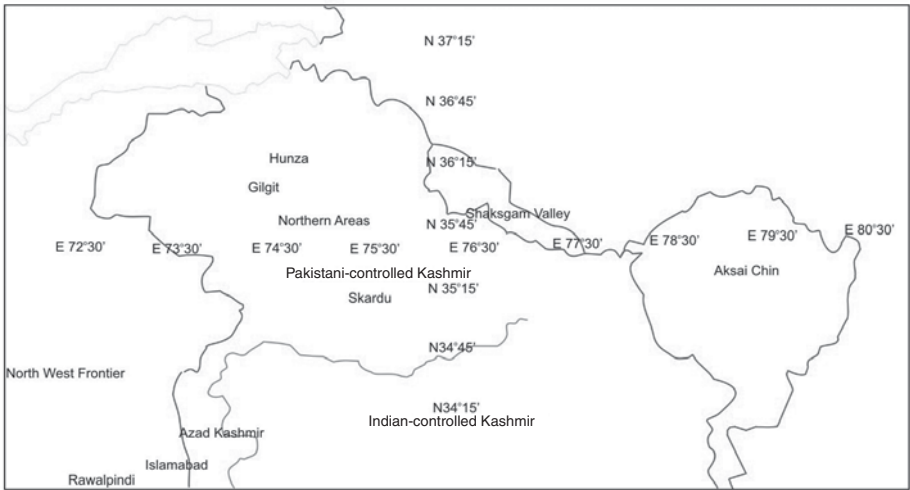 N 37°15'
N 36°45'
Hunza
N 36°15'
Gilgit
Northern Areas
Shaksgam Valley
N 35°45'
E 72°30'
E 73°30'
E 74°30'
E 75°30'
E 76°30'
E 77°30'
E 78°30'
E 79°30'
E 80°30'
Pakistani-controlled Kashmir
Aksai Chin
Skardu
N 35°15'
N34°45'
North West Frontier
N34°15'
Indian-controlled Kashmir
Azad Kashmir
Islamabad
Rawalpindi